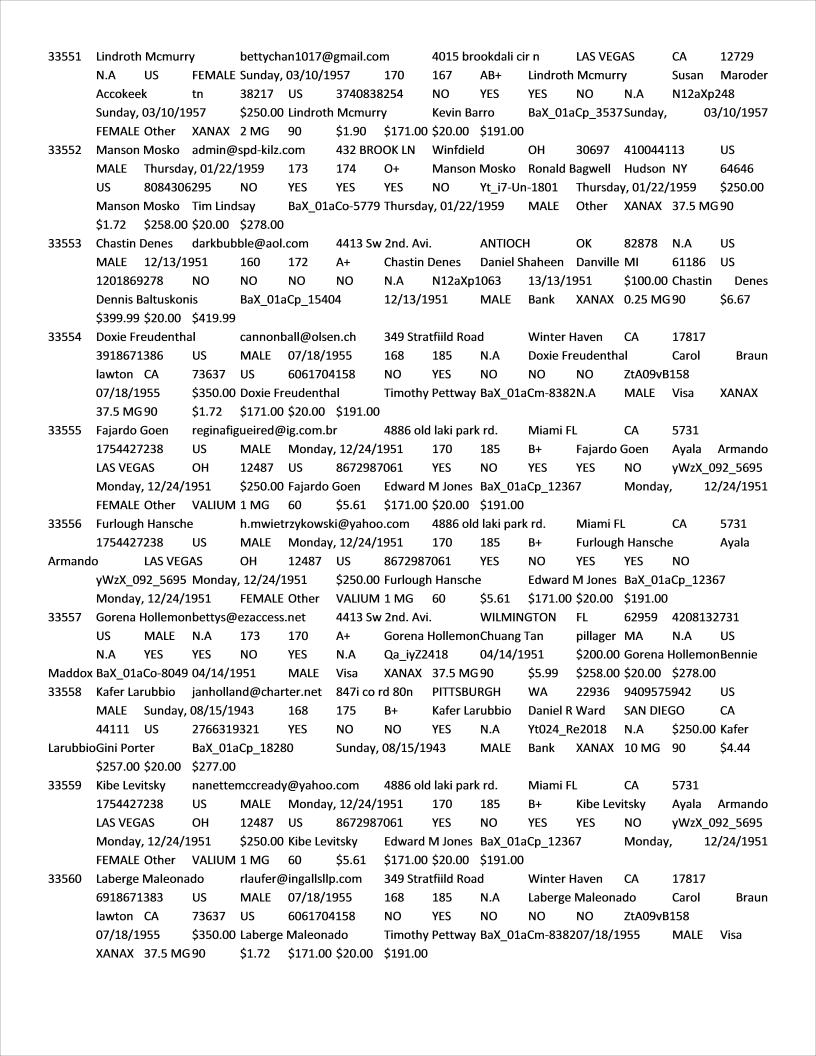 33551 Lindroth Mcmurry bettychan1017@gmail.com 4015 brookdali cir n LAS VEGAS CA 12729
N.A US FEMALE Sunday, 03/10/1957 170 167 AB+ Lindroth Mcmurry Susan Maroder
Accokeek tn 38217 US 3740838254 NO YES YES NO N.A N12aXp248
Sunday, 03/10/1957 $250.00 Lindroth Mcmurry Kevin Barro BaX_01aCp_3537Sunday, 03/10/1957
FEMALE Other XANAX 2 MG 90 $1.90 $171.00 $20.00 $191.00
33552 Manson Mosko admin@spd-kilz.com 432 BROOK LN Winfdield OH 30697 410044113 US
MALE Thursday, 01/22/1959 173 174 O+ Manson Mosko Ronald Bagwell Hudson NY 64646
US 8084306295 NO YES YES YES NO Yt_i7-Un-1801 Thursday, 01/22/1959 $250.00
Manson Mosko Tim Lindsay BaX_01aCo-5779 Thursday, 01/22/1959 MALE Other XANAX 37.5 MG 90
$1.72 $258.00 $20.00 $278.00
33553 Chastin Denes darkbubble@aol.com 4413 Sw 2nd. Avi. ANTIOCH OK 82878 N.A US
MALE 12/13/1951 160 172 A+ Chastin Denes Daniel Shaheen Danville MI 61186 US
1201869278 NO NO NO NO N.A N12aXp1063 13/13/1951 $100.00 Chastin Denes
Dennis Baltuskonis BaX_01aCp_15404 12/13/1951 MALE Bank XANAX 0.25 MG 90 $6.67
$399.99 $20.00 $419.99
33554 Doxie Freudenthal cannonball@olsen.ch 349 Stratfiild Road Winter Haven CA 17817
3918671386 US MALE 07/18/1955 168 185 N.A Doxie Freudenthal Carol Braun
lawton CA 73637 US 6061704158 NO YES NO NO NO ZtA09vB158
07/18/1955 $350.00 Doxie Freudenthal Timothy Pettway BaX_01aCm-8382N.A MALE Visa XANAX
37.5 MG 90 $1.72 $171.00 $20.00 $191.00
33555 Fajardo Goen reginafigueired@ig.com.br 4886 old laki park rd. Miami FL CA 5731
1754427238 US MALE Monday, 12/24/1951 170 185 B+ Fajardo Goen Ayala Armando
LAS VEGAS OH 12487 US 8672987061 YES NO YES YES NO yWzX_092_5695
Monday, 12/24/1951 $250.00 Fajardo Goen Edward M Jones BaX_01aCp_12367 Monday, 12/24/1951
FEMALE Other VALIUM 1 MG 60 $5.61 $171.00 $20.00 $191.00
33556 Furlough Hansche h.mwietrzykowski@yahoo.com 4886 old laki park rd. Miami FL CA 5731
1754427238 US MALE Monday, 12/24/1951 170 185 B+ Furlough Hansche Ayala
Armando LAS VEGAS OH 12487 US 8672987061 YES NO YES YES NO
yWzX_092_5695 Monday, 12/24/1951 $250.00 Furlough Hansche Edward M Jones BaX_01aCp_12367
Monday, 12/24/1951 FEMALE Other VALIUM 1 MG 60 $5.61 $171.00 $20.00 $191.00
33557 Gorena Hollemonbettys@ezaccess.net 4413 Sw 2nd. Avi. WILMINGTON FL 62959 4208132731
US MALE N.A 173 170 A+ Gorena HollemonChuang Tan pillager MA N.A US
N.A YES NO YES N.A Qa_iyZ2418 04/14/1951 $200.00 Gorena HollemonBennie
Maddox BaX_01aCo-8049 04/14/1951 MALE Visa XANAX 37.5 MG 90 $5.99 $258.00 $20.00 $278.00
33558 Kafer Larubbio janholland@charter.net 847i co rd 80n PITTSBURGH WA 22936 9409575942 US
MALE Sunday, 08/15/1943 168 175 B+ Kafer Larubbio Daniel R Ward SAN DIEGO CA
44111 US 2766319321 YES NO NO YES N.A Yt024_Re2018 N.A $250.00 Kafer
LarubbioGini Porter BaX_01aCp_18280 Sunday, 08/15/1943 MALE Bank XANAX 10 MG 90 $4.44
$257.00 $20.00 $277.00
33559 Kibe Levitsky nanettemccready@yahoo.com 4886 old laki park rd. Miami FL CA 5731
1754427238 US MALE Monday, 12/24/1951 170 185 B+ Kibe Levitsky Ayala Armando
LAS VEGAS OH 12487 US 8672987061 YES NO YES YES NO yWzX_092_5695
Monday, 12/24/1951 $250.00 Kibe Levitsky Edward M Jones BaX_01aCp_12367 Monday, 12/24/1951
FEMALE Other VALIUM 1 MG 60 $5.61 $171.00 $20.00 $191.00
33560 Laberge Maleonado rlaufer@ingallsllp.com 349 Stratfiild Road Winter Haven CA 17817
6918671383 US MALE 07/18/1955 168 185 N.A Laberge Maleonado Carol Braun
lawton CA 73637 US 6061704158 NO YES NO NO NO ZtA09vB158
07/18/1955 $350.00 Laberge Maleonado Timothy Pettway BaX_01aCm-838207/18/1955 MALE Visa
XANAX 37.5 MG 90 $1.72 $171.00 $20.00 $191.00